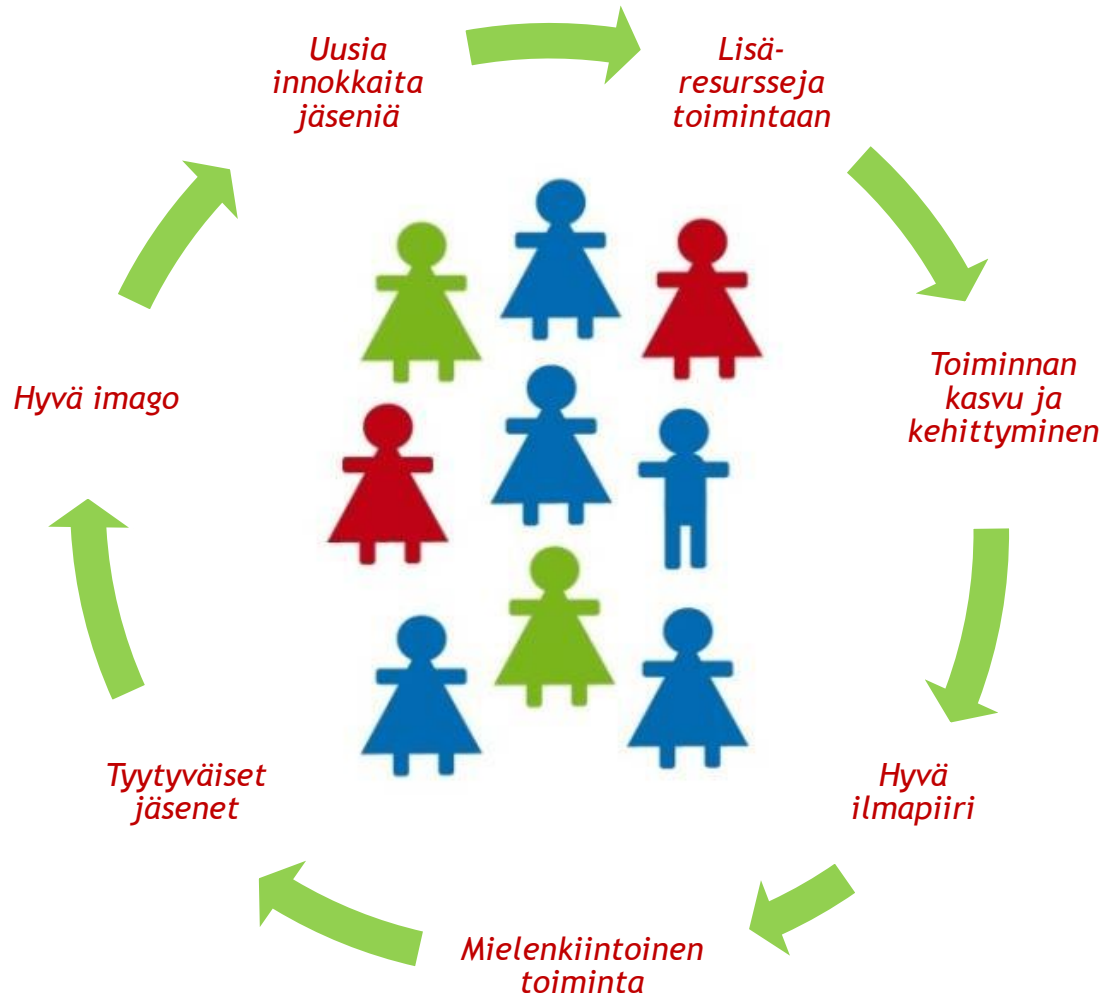 Uusia
innokkaita
jäseniä
Lisä-
resursseja
toimintaan
Toiminnan
kasvu ja
kehittyminen
Hyvä
ilmapiiri
Mielenkiintoinen
toiminta
Tyytyväiset
jäsenet
Hyvä imago